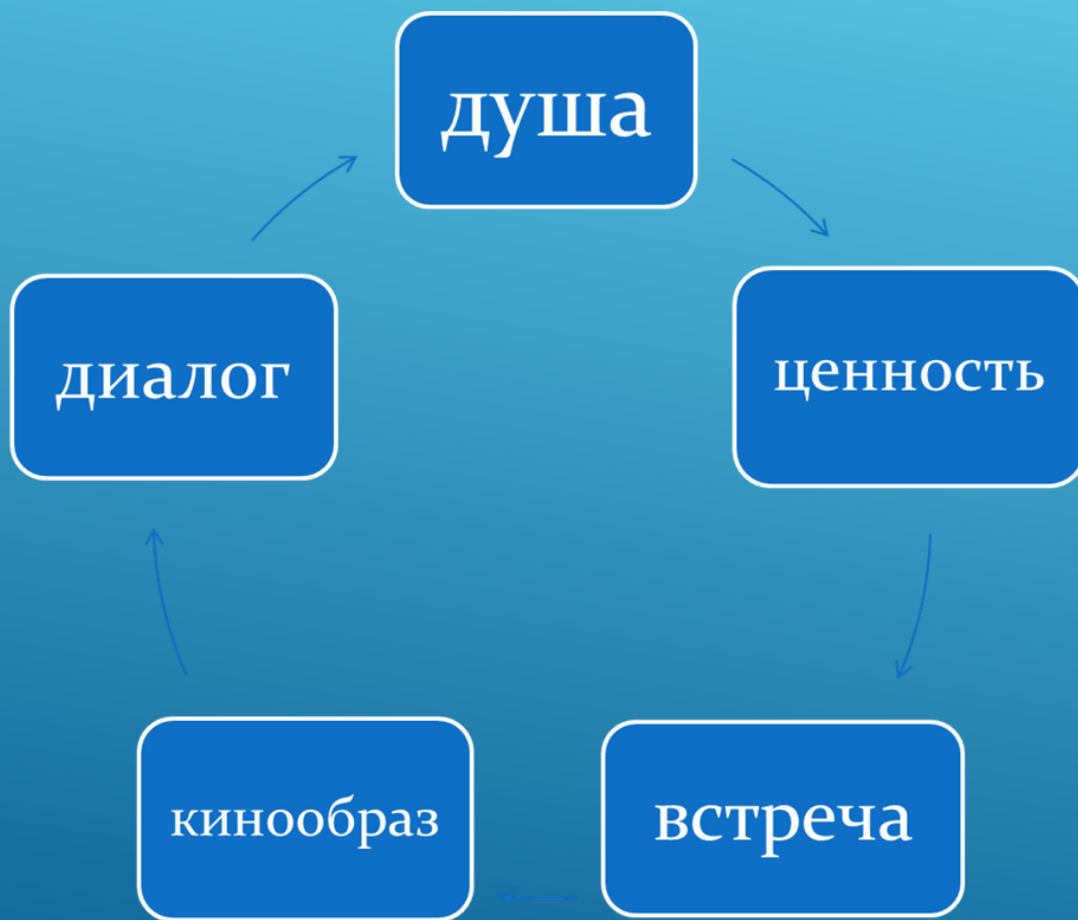 душа
диалог
ценность
кинообраз
встреча